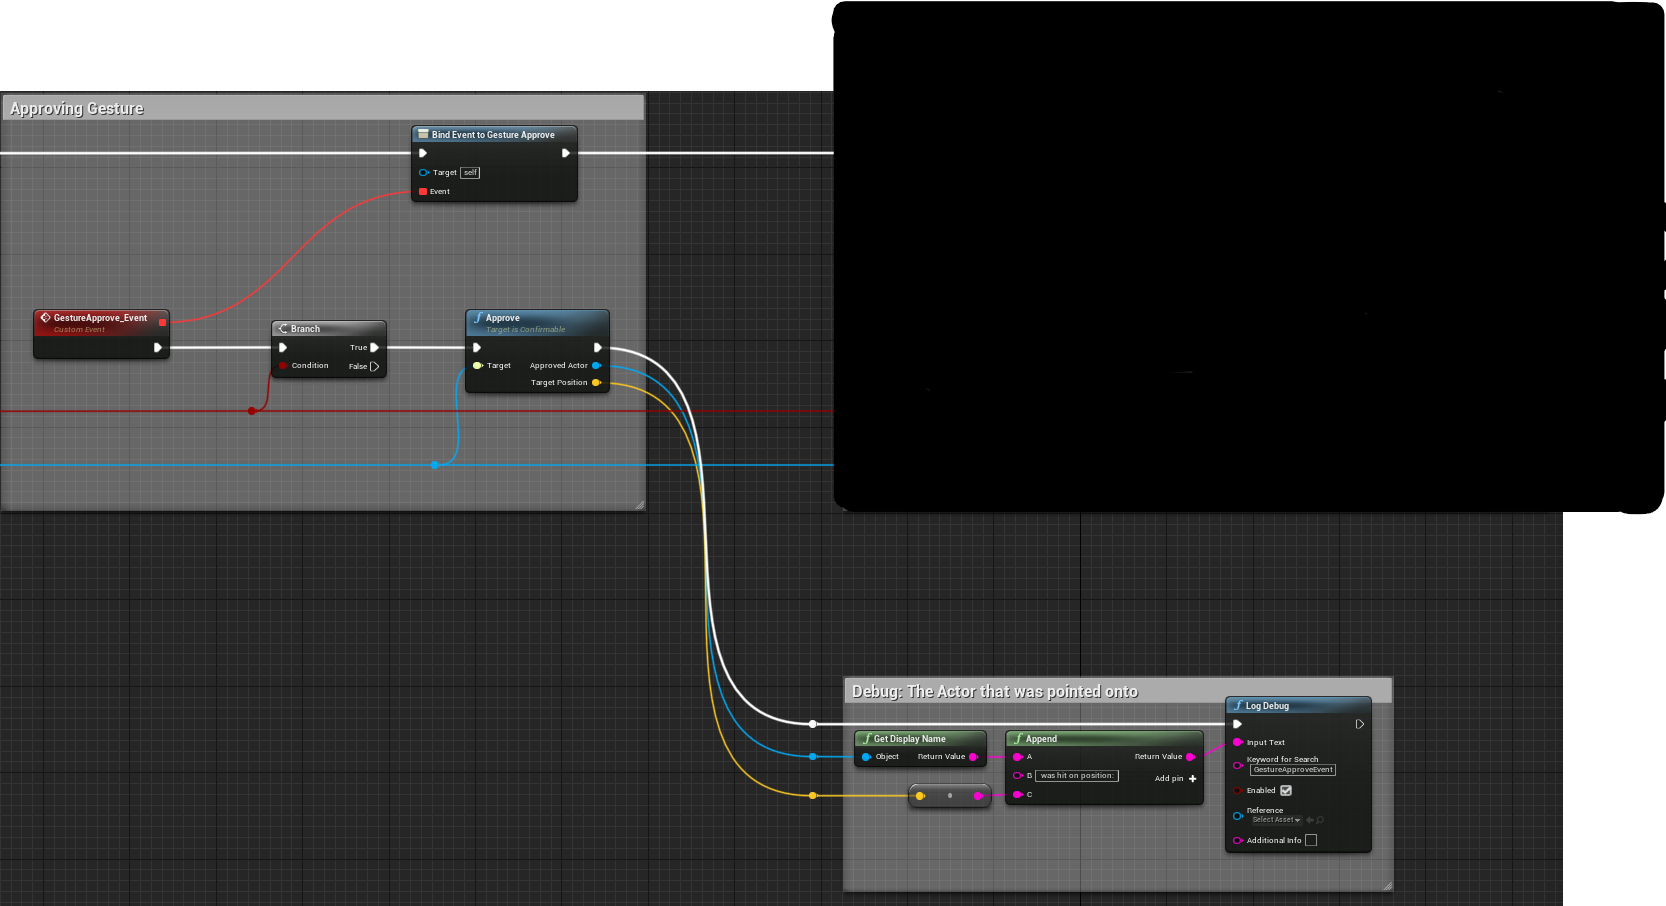 Approving Gesture
Bind Event to Gesture Approve
Target self
Event
GestureApprove_Event
Custom Event
Branch
True
Condition
False
Approve
Target is Confirmable
Target
Approved Actor
Target Position
Debug: The Actor that was pointed onto
Get Display Name
Object
Return Value
Append
A
Return Value
B was hit on position:
Add pin
C
Log Debug
Input Text
Keyword for Search
GestureApproveEvent
Enabled
Reference
Select Asset
Additional Info